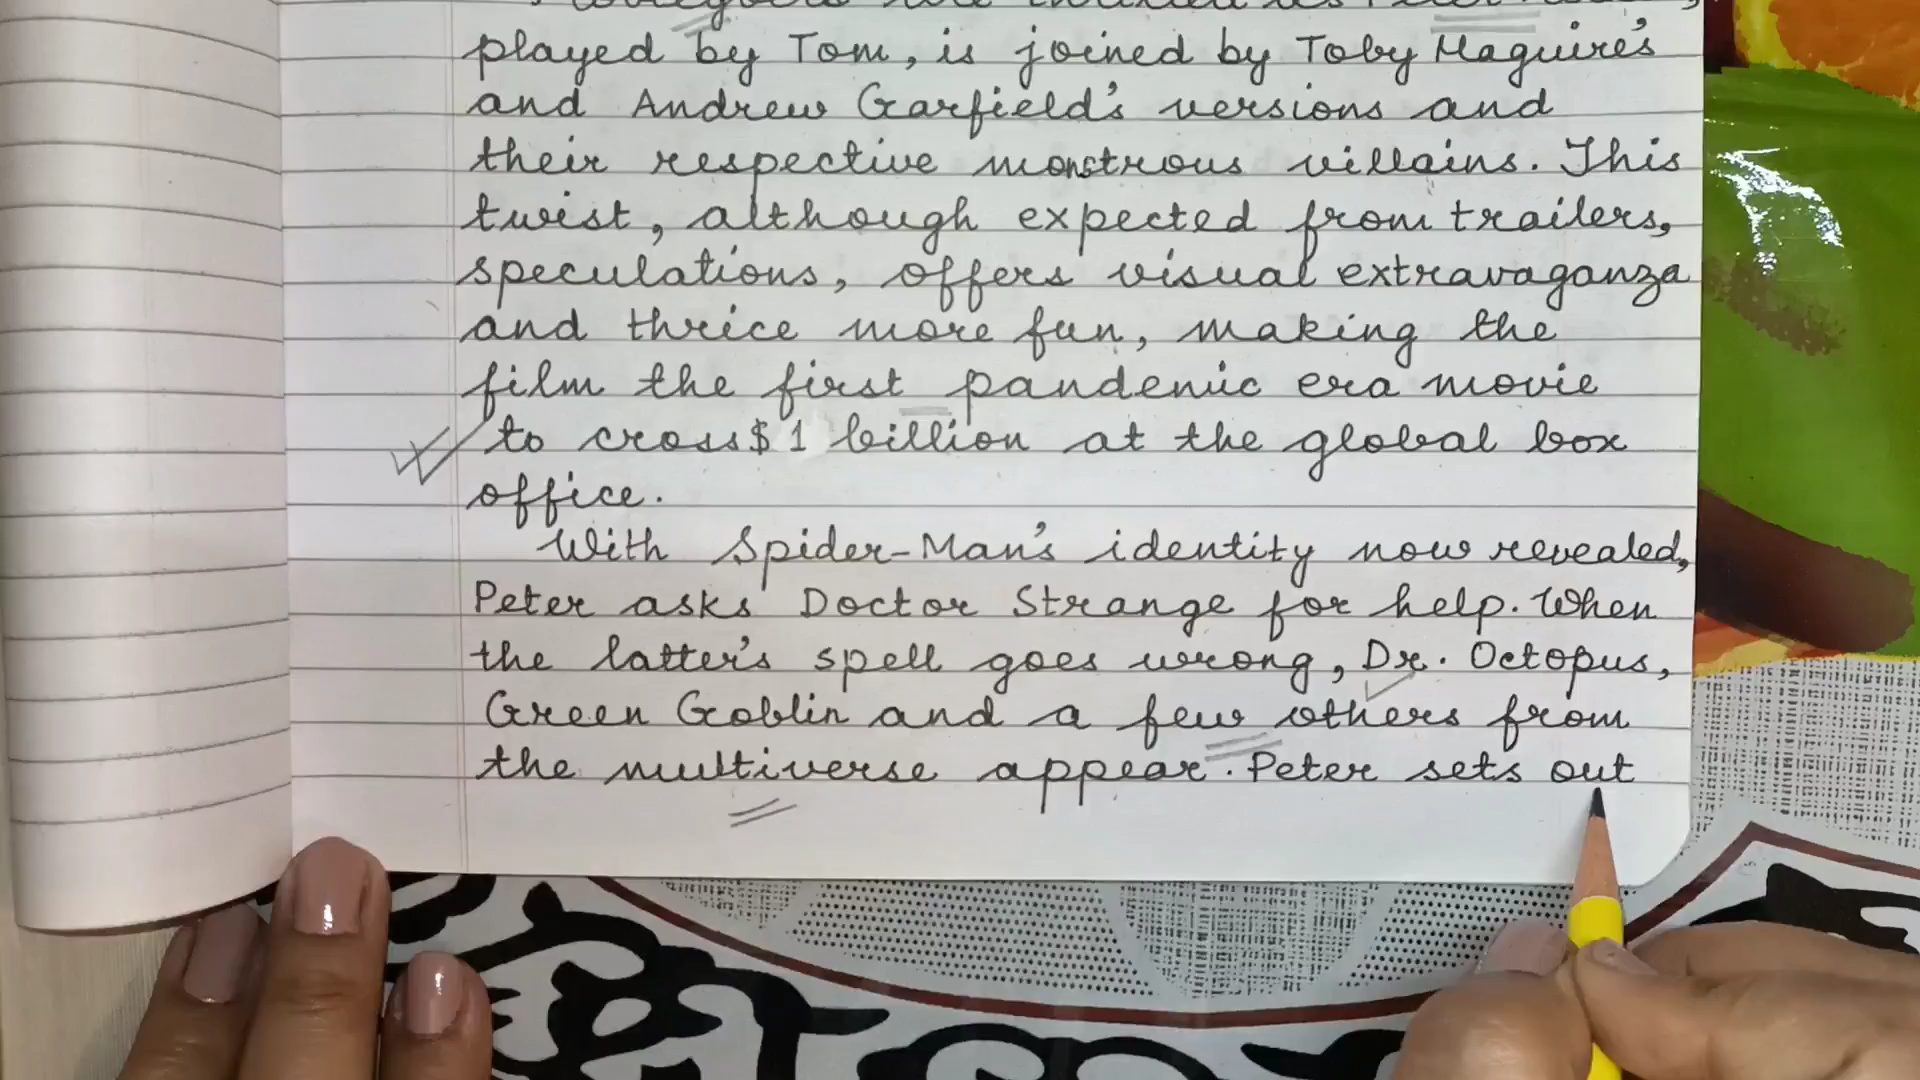 played by Tom, is joined by Toby Maguire's
and Andrew Garfield's versions and
their respective monstrous villains. This
twist, although expected from trailers,
speculations, offers visual extravaganza
and thrice more fun, making the
film the first pandemic era movie
to cross $1 billion at the global box
office.
With Spider-Man's identity now revealed,
Peter asks Doctor Strange for help. When
the latter's spell goes wrong, Dr. Octopus,
Green Goblin and a few others from
the multiverse appear. Peter sets out